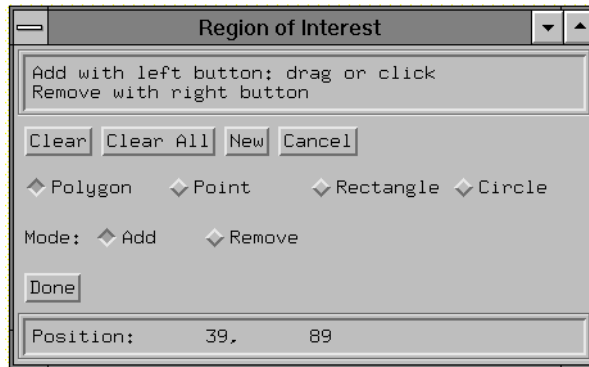 Region of Interest
Add with left button: drag or click
Remove with right button
Clear Clear All New Cancel
Polygon Point Rectangle Circle
Mode: Add Remove
Done
Position: 39, 89